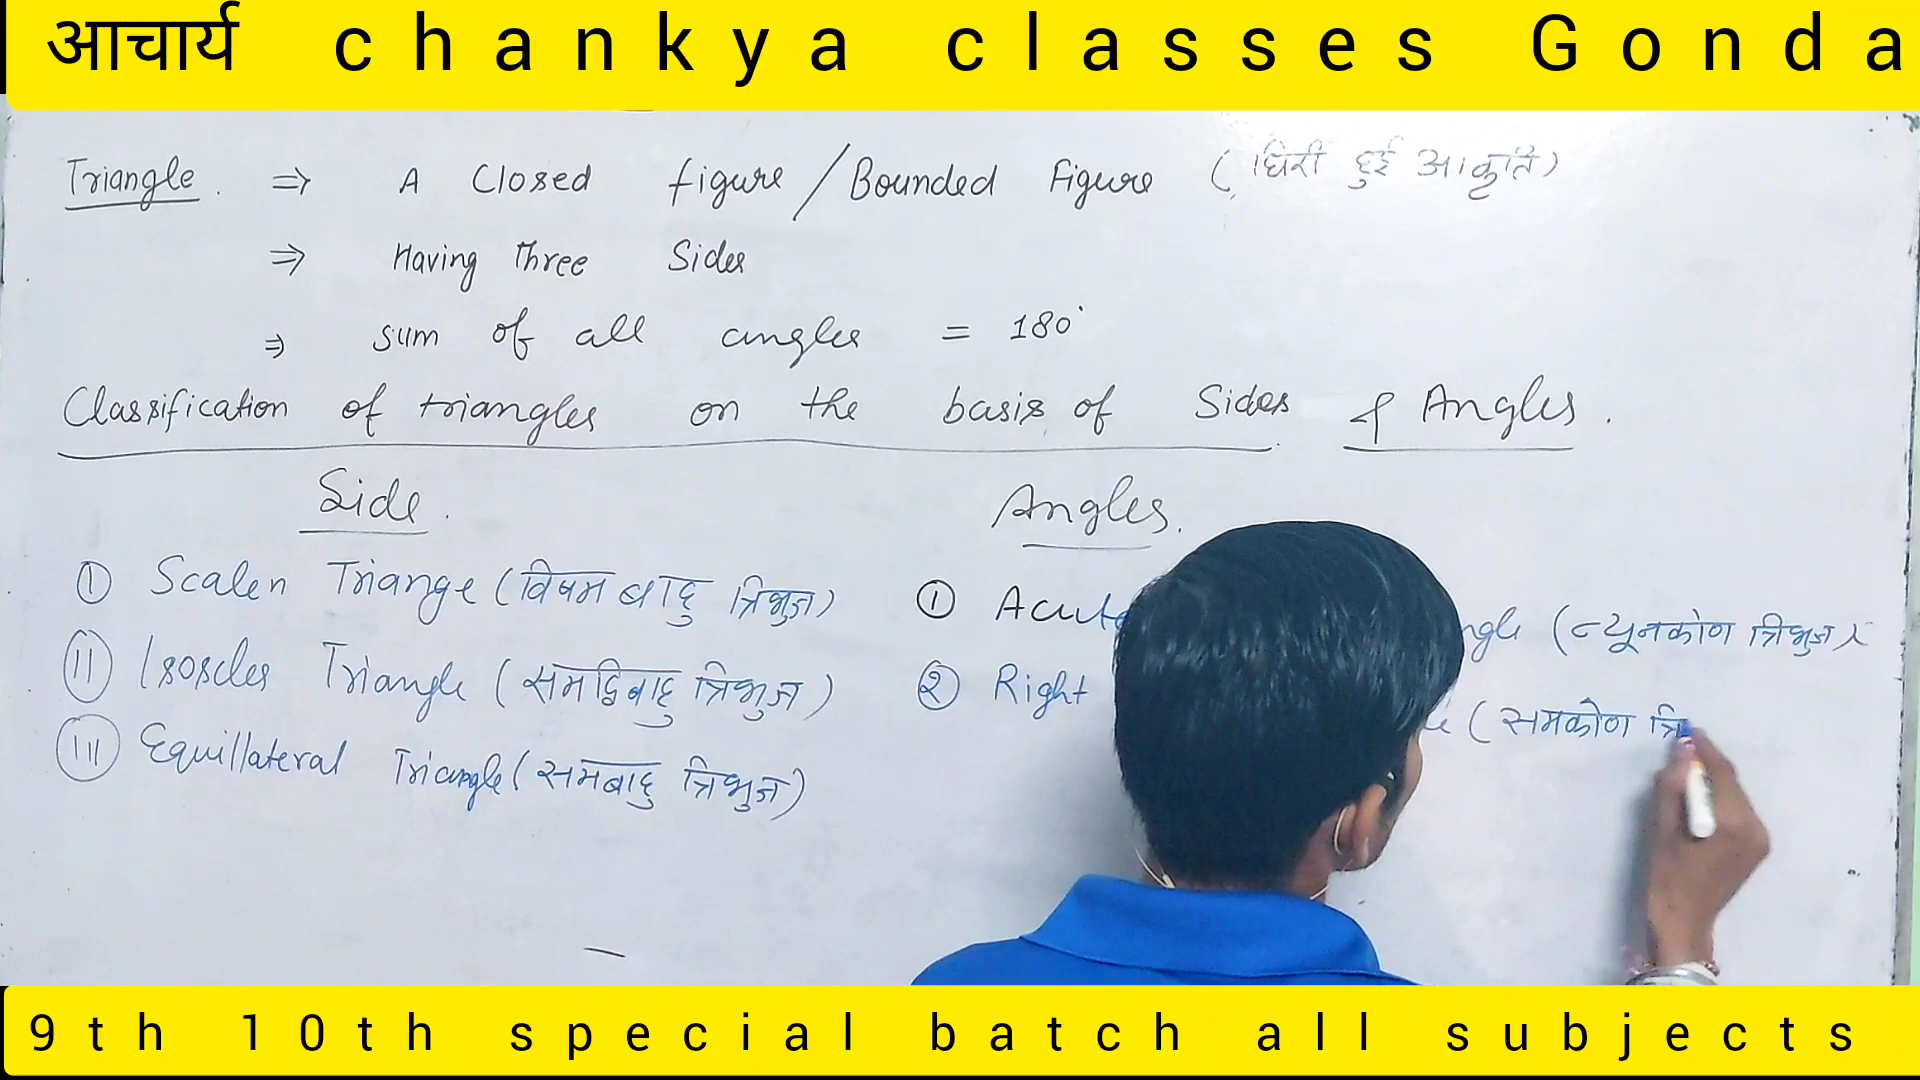 आचार्य chankya classes Gonda
Triangle. ⇒ A Closed figure/Bounded Figure (घिरी हुई आकृति)
⇒ Having Three Sides
⇒ sum of all angles = 180°
Classification of triangles on the basis of Sides & Angles.
Side.
① Scalen Triange (विषम बाहु त्रिभुज)
(II) Isosceles Triangle (समद्विबाहु त्रिभुज)
(III) Equillateral Triangle (समबाहु त्रिभुज)
Angles.
① Acute ngle (न्यूनकोण त्रिभुज)
② Right (समकोण त्रि
9th 10th special batch all subjects